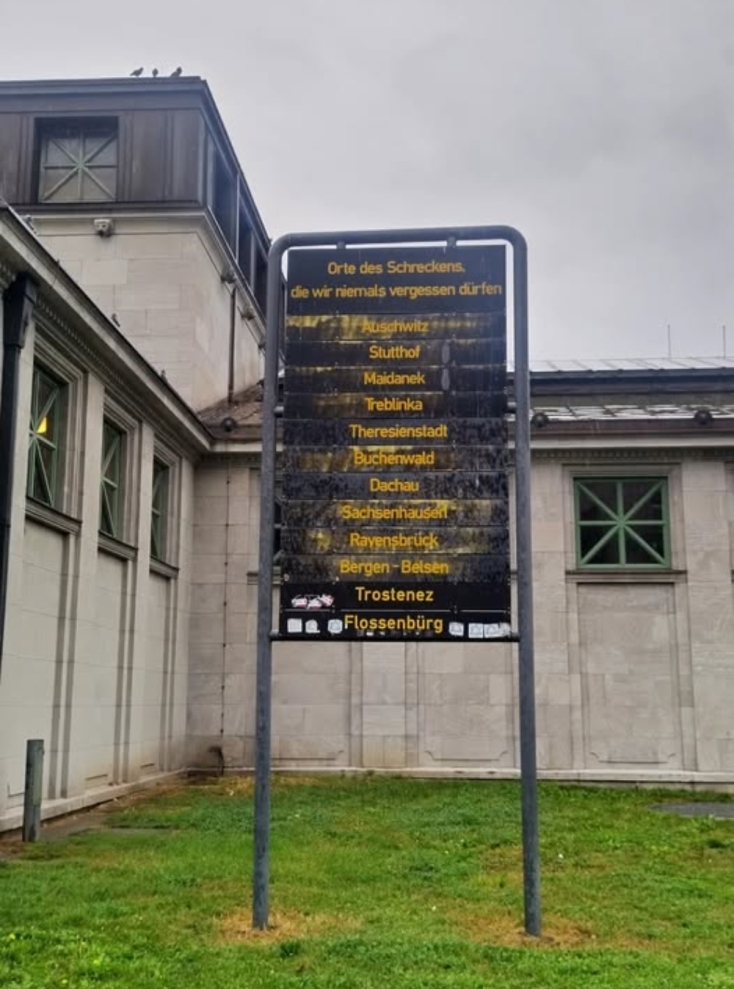 Orte des Schreckens,
die wir niemals vergessen dürfen
Auschwitz
Stutthof
Maidanek
Treblinka
Theresienstadt
Buchenwald
Dachau
Sachsenhausen
Ravensbrück
Bergen - Belsen
Trostenez
Flossenbürg